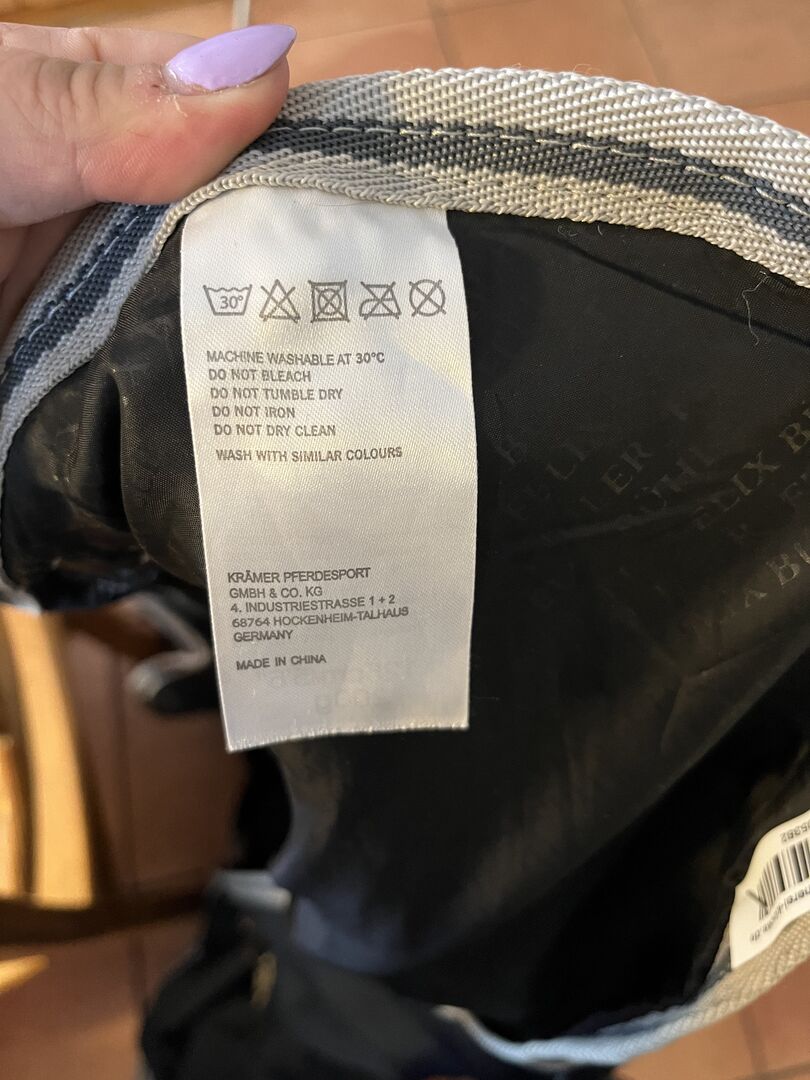 30°
MACHINE WASHABLE AT 30°C
DO NOT BLEACH
DO NOT TUMBLE DRY
DO NOT IRON
DO NOT DRY CLEAN
WASH WITH SIMILAR COLOURS
KRÄMER PFERDESPORT
GMBH & CO. KG
4. INDUSTRIESTRASSE 1 + 2
68764 HOCKENHEIM-TALHAUS
GERMANY
MADE IN CHINA